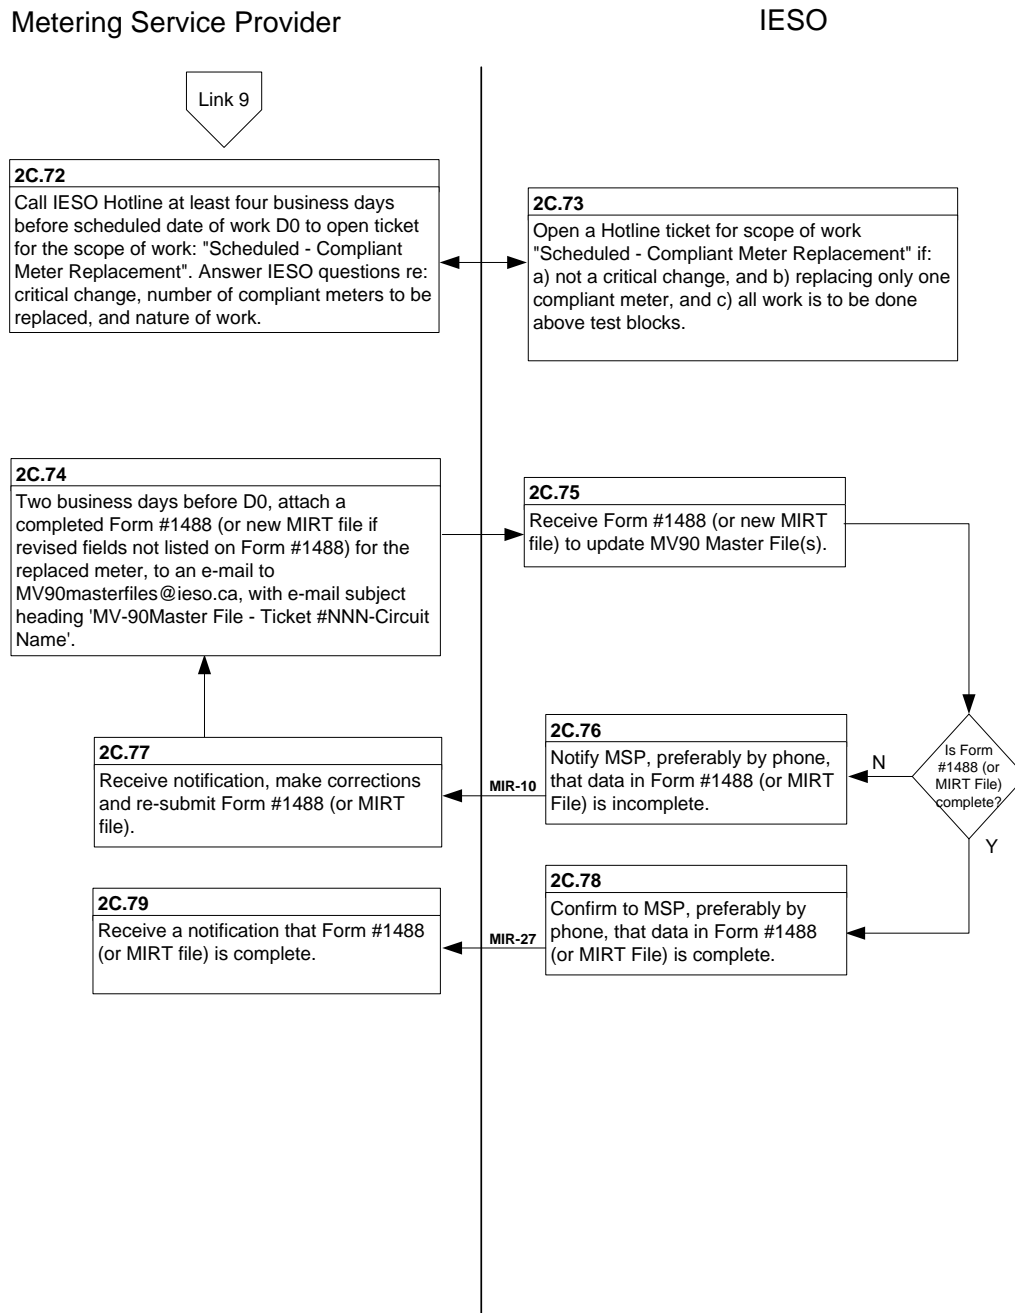 Metering Service Provider
IESO
Link 9
2C.72
Call IESO Hotline at least four business days
before scheduled date of work D0 to open ticket
for the scope of work: "Scheduled - Compliant
Meter Replacement". Answer IESO questions re:
critical change, number of compliant meters to be
replaced, and nature of work.
2C.73
Open a Hotline ticket for scope of work
"Scheduled - Compliant Meter Replacement" if:
a) not a critical change, and b) replacing only one
compliant meter, and c) all work is to be done
above test blocks.
2C.74
Two business days before D0, attach a
completed Form #1488 (or new MIRT file if
revised fields not listed on Form #1488) for the
replaced meter, to an e-mail to
MV90masterfiles@ieso.ca, with e-mail subject
heading 'MV-90Master File - Ticket #NNN-Circuit
Name'.
2C.75
Receive Form #1488 (or new MIRT
file) to update MV90 Master File(s).
Is Form
#1488 (or
MIRT File)
complete?
N
Y
2C.76
Notify MSP, preferably by phone,
that data in Form #1488 (or MIRT
File) is incomplete.
MIR-10
2C.77
Receive notification, make corrections
and re-submit Form #1488 (or MIRT
file).
2C.78
Confirm to MSP, preferably by
phone, that data in Form #1488
(or MIRT File) is complete.
MIR-27
2C.79
Receive a notification that Form #1488
(or MIRT file) is complete.